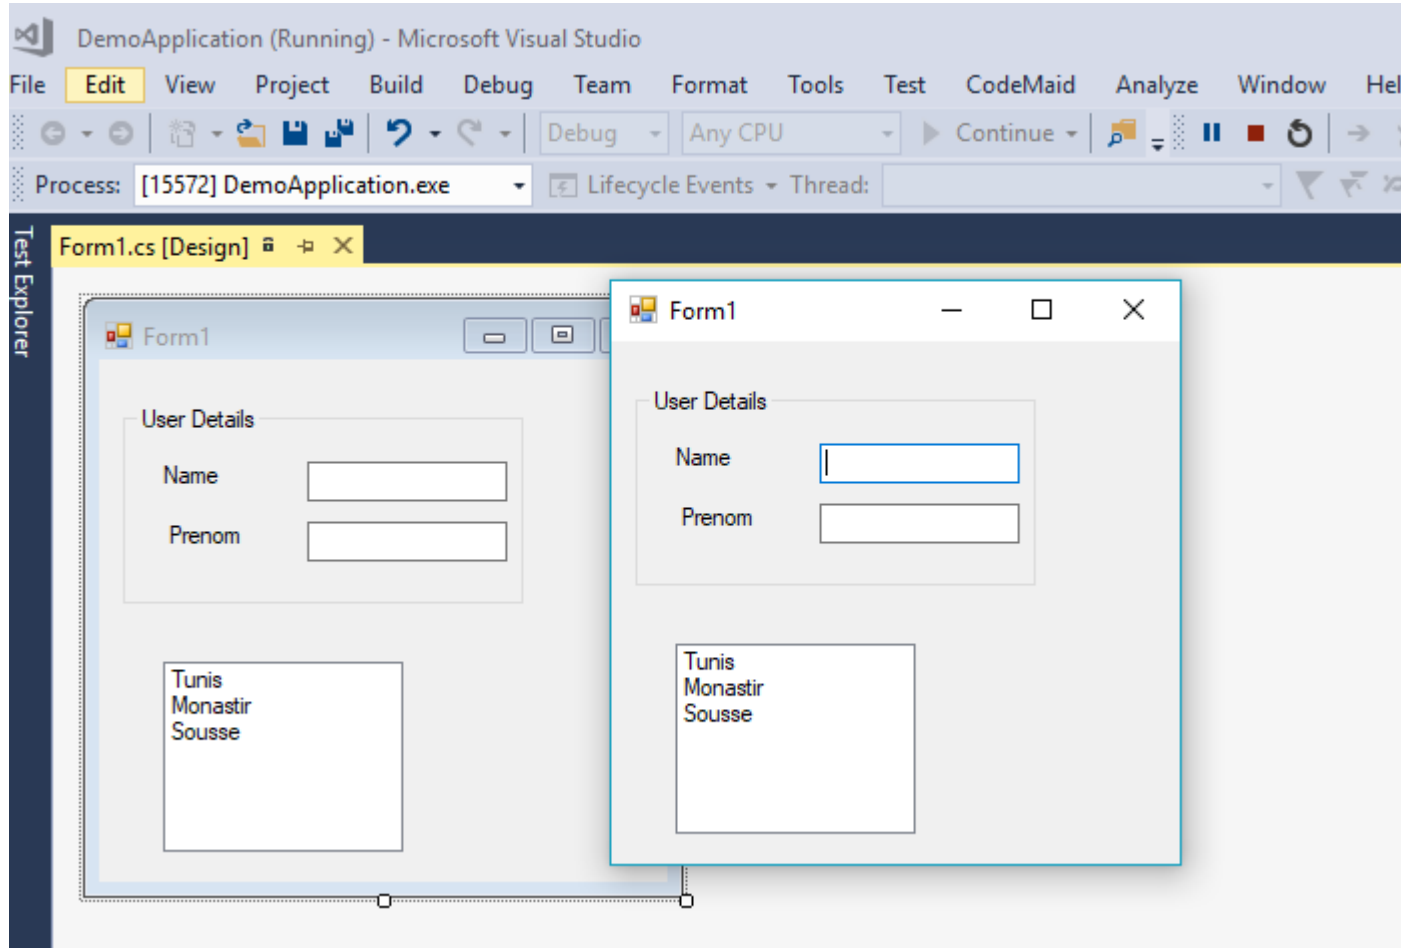 DemoApplication (Running) - Microsoft Visual Studio
File Edit View Project Build Debug Team Format Tools Test CodeMaid Analyze Window Hel
Debug Any CPU Continue
Process: [15572] DemoApplication.exe Lifecycle Events Thread:
Test Explorer
Form1.cs [Design]
Form1
User Details
Name
Prenom
Tunis
Monastir
Sousse
Form1
User Details
Name
Prenom
Tunis
Monastir
Sousse